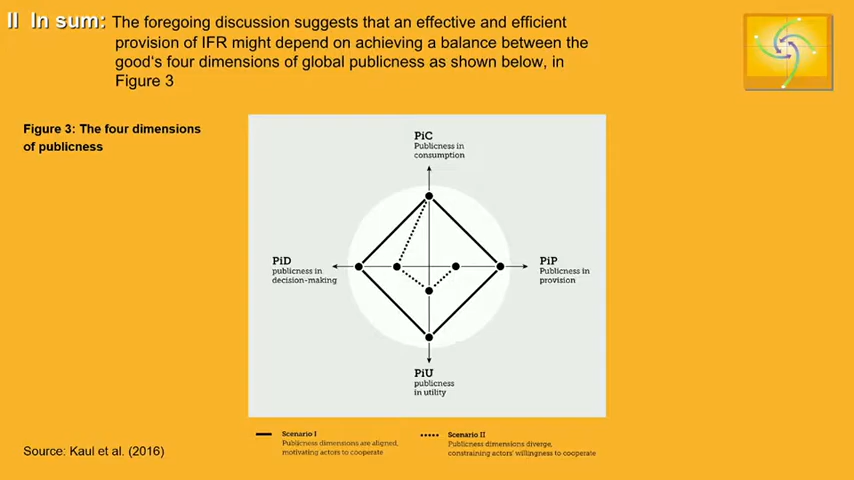 II In sum: The foregoing discussion suggests that an effective and efficient
provision of IFR might depend on achieving a balance between the
good's four dimensions of global publicness as shown below, in
Figure 3
Figure 3: The four dimensions
of publicness
PiC
Publicness in
consumption
PiD
publicness in
decision-making
PiP
Publicness in
provision
PiU
publicness
in utility
Scenario I
Publicness dimensions are aligned,
motivating actors to cooperate
Scenario II
Publicness dimensions diverge,
constraining actors' willingness to cooperate
Source: Kaul et al. (2016)